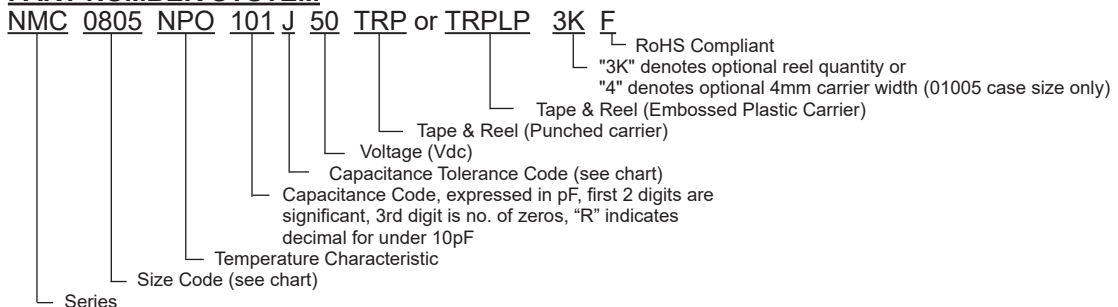 PART NUMBER SYSTEM
NMC 0805 NPO 101 J 50 TRP or TRPLP 3K F
RoHS Compliant
"3K" denotes optional reel quantity or
"4" denotes optional 4mm carrier width (01005 case size only)
Tape & Reel (Embossed Plastic Carrier)
Tape & Reel (Punched carrier)
Voltage (Vdc)
Capacitance Tolerance Code (see chart)
Capacitance Code, expressed in pF, first 2 digits are
significant, 3rd digit is no. of zeros, “R” indicates
decimal for under 10pF
Temperature Characteristic
Size Code (see chart)
Series